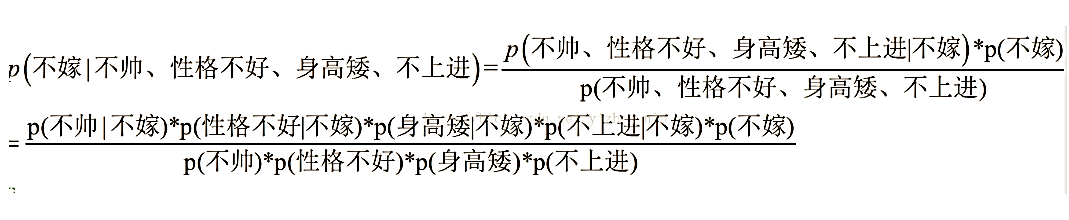 p(不嫁|不帅、性格不好、身高矮、不上进)=p(不帅、性格不好、身高矮、不上进|不嫁)*p(不嫁)
p(不帅、性格不好、身高矮、不上进)
=p(不帅|不嫁)*p(性格不好|不嫁)*p(身高矮|不嫁)*p(不上进|不嫁)*p(不嫁)
p(不帅)*p(性格不好)*p(身高矮)*p(不上进)